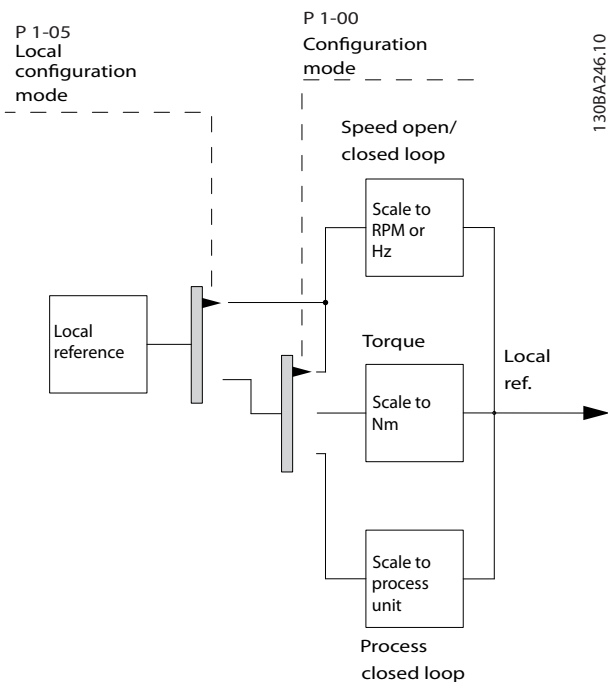 P 1-05
Local
configuration
mode
P 1-00
Configuration
mode
130BA246.10
Speed open/
closed loop
Scale to
RPM or
Hz
Local
reference
Torque
Scale to
Nm
Local
ref.
Scale to
process
unit
Process
closed loop